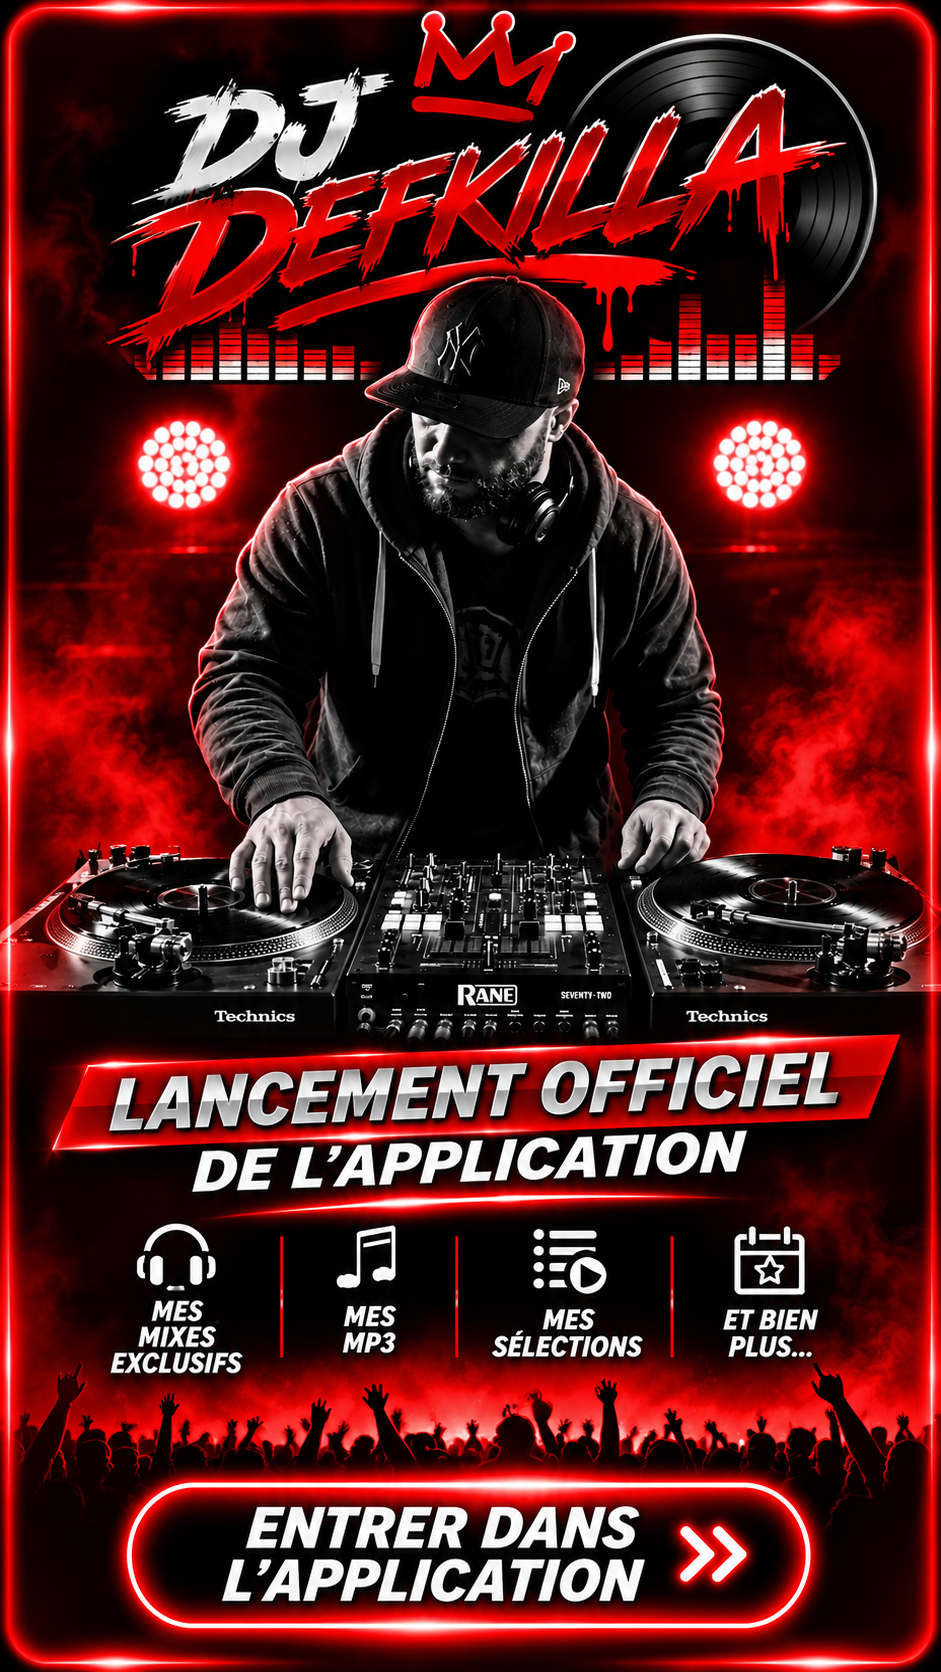 DJ
DEFKILLA
NY
RANE
SEVENTY-TWO
Technics
Technics
LANCEMENT OFFICIEL
DE L'APPLICATION
MES
MIXES
EXCLUSIFS
MES
MP3
MES
SÉLECTIONS
ET BIEN
PLUS...
ENTRER DANS
L'APPLICATION